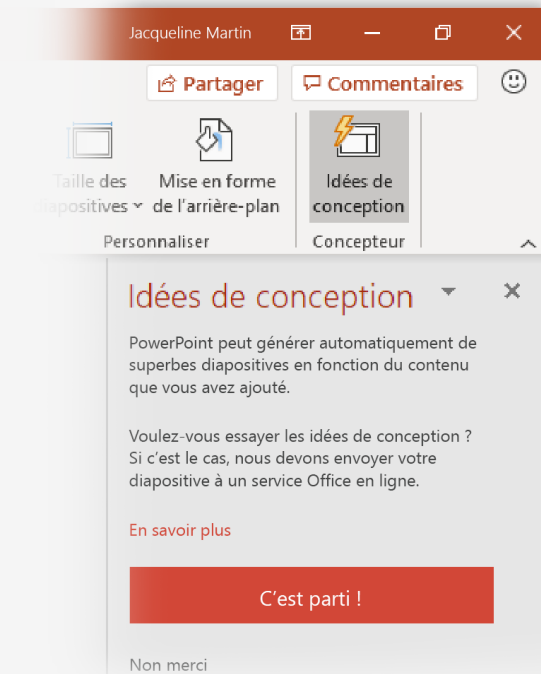 Jacqueline Martin
Partager
Commentaires
Taille des
diapositives
Mise en forme
de l'arrière-plan
Idées de
conception
Personnaliser
Concepteur
Idées de conception
PowerPoint peut générer automatiquement de
superbes diapositives en fonction du contenu
que vous avez ajouté.
Voulez-vous essayer les idées de conception ?
Si c'est le cas, nous devons envoyer votre
diapositive à un service Office en ligne.
En savoir plus
C'est parti !
Non merci